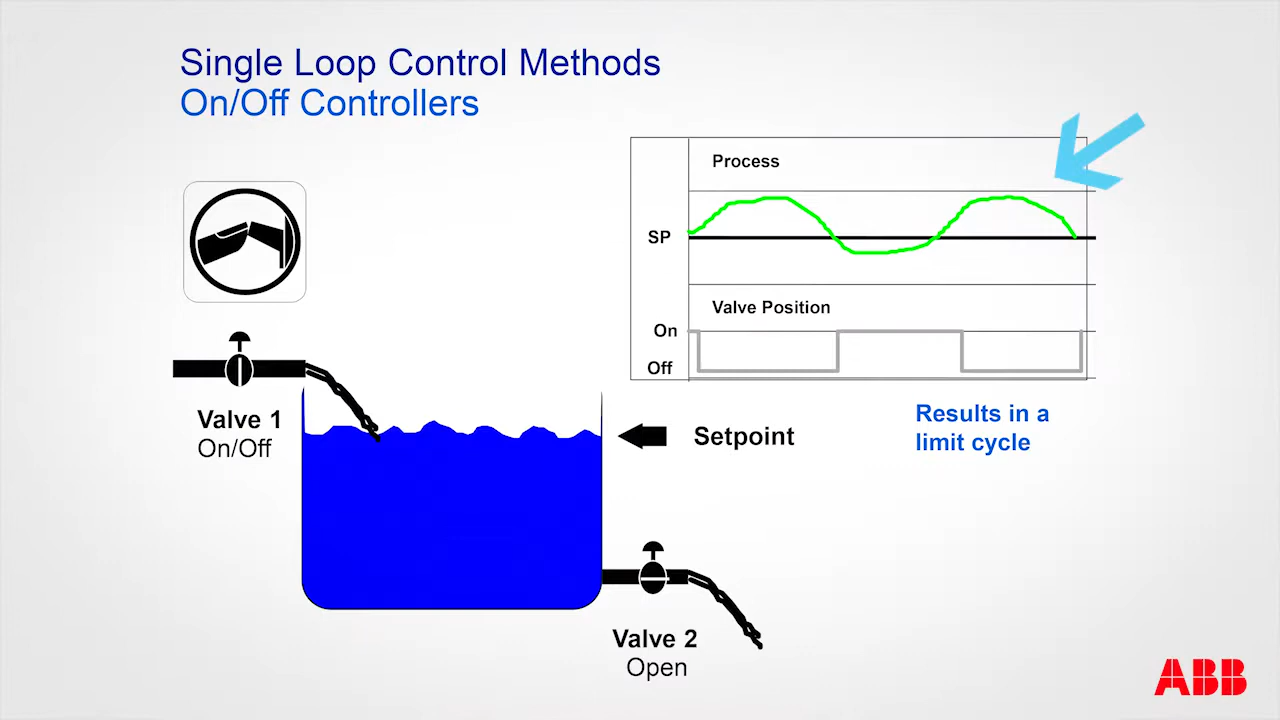 Single Loop Control Methods
On/Off Controllers
Process
SP
Valve Position
On
Off
Results in a
limit cycle
Valve 1
On/Off
Setpoint
Valve 2
Open
ABB